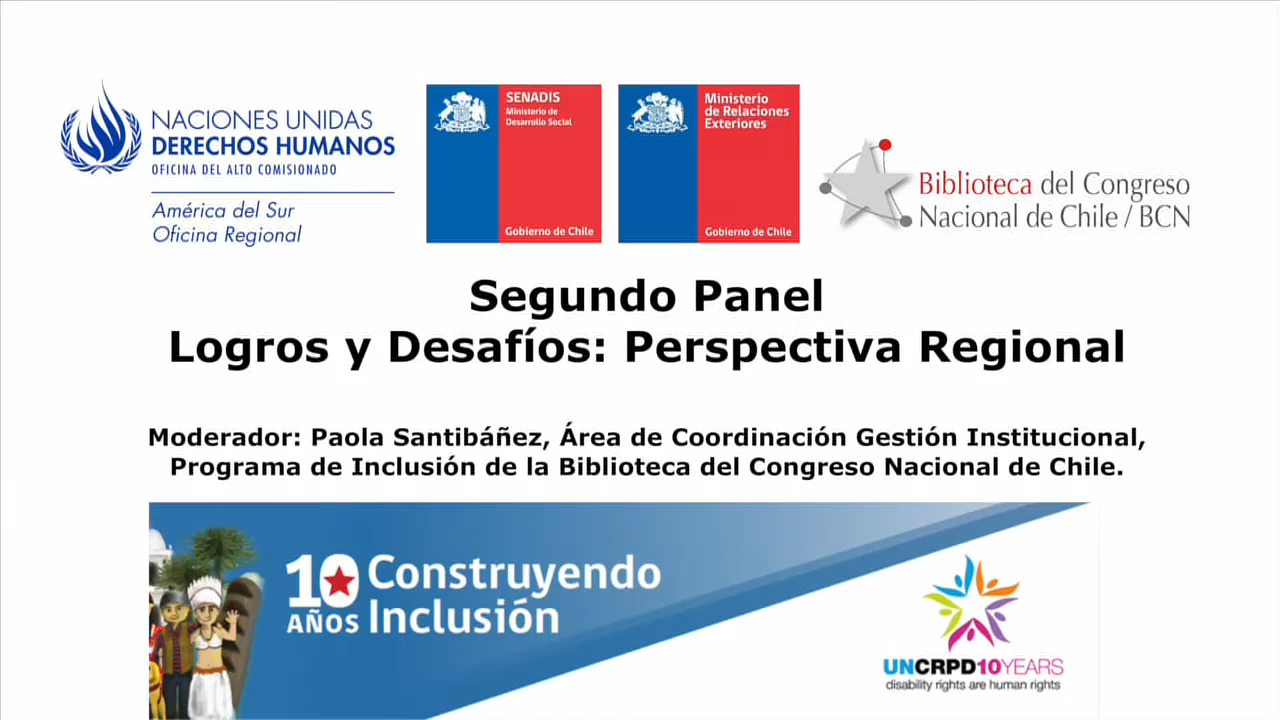 NACIONES UNIDAS
DERECHOS HUMANOS
OFICINA DEL ALTO COMISIONADO
América del Sur
Oficina Regional
SENADIS
Ministerio de
Desarrollo Social
Gobierno de Chile
Ministerio
de Relaciones
Exteriores
Gobierno de Chile
Biblioteca del Congreso
Nacional de Chile / BCN
Segundo Panel
Logros y Desafíos: Perspectiva Regional
Moderador: Paola Santibáñez, Área de Coordinación Gestión Institucional,
Programa de Inclusión de la Biblioteca del Congreso Nacional de Chile.
10 AÑOS
Construyendo
Inclusión
UNCRPD10YEARS
disability rights are human rights